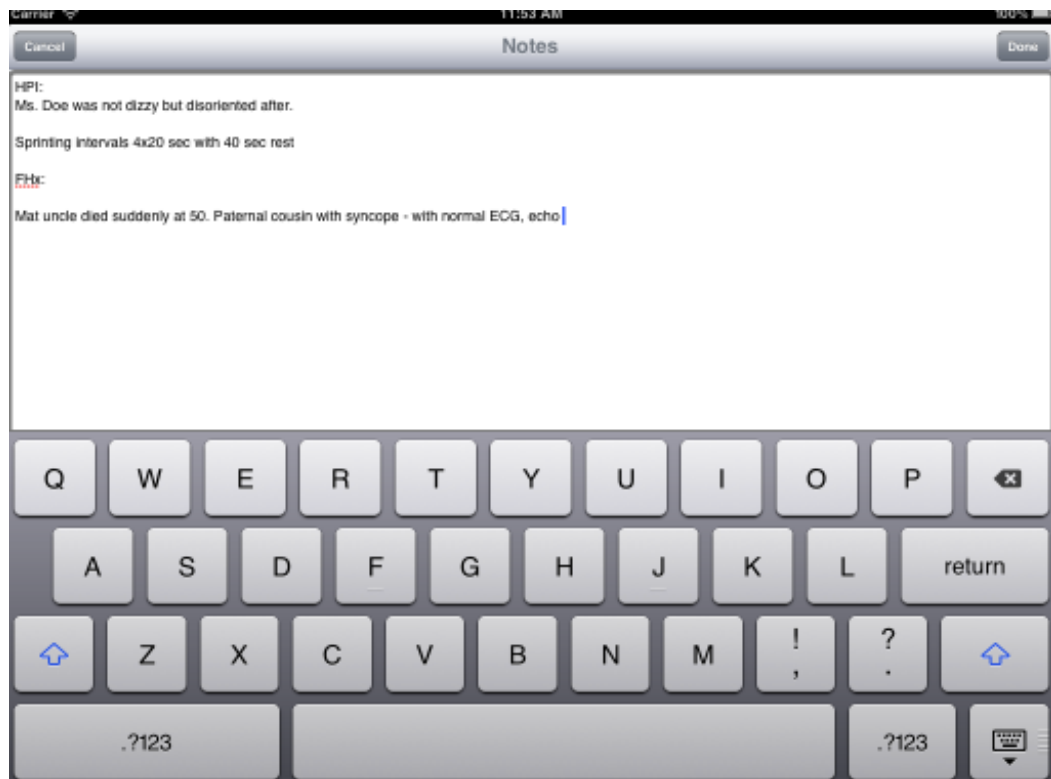 Carrier 11:53 AM 100%
Cancel Notes Done
HPI:
Ms. Doe was not dizzy but disoriented after.
Sprinting intervals 4x20 sec with 40 sec rest
FHx:
Mat uncle died suddenly at 50. Paternal cousin with syncope - with normal ECG, echo
Q W E R T Y U I O P
A S D F G H J K L return
Z X C V B N M ! , ? .
.?123 .?123